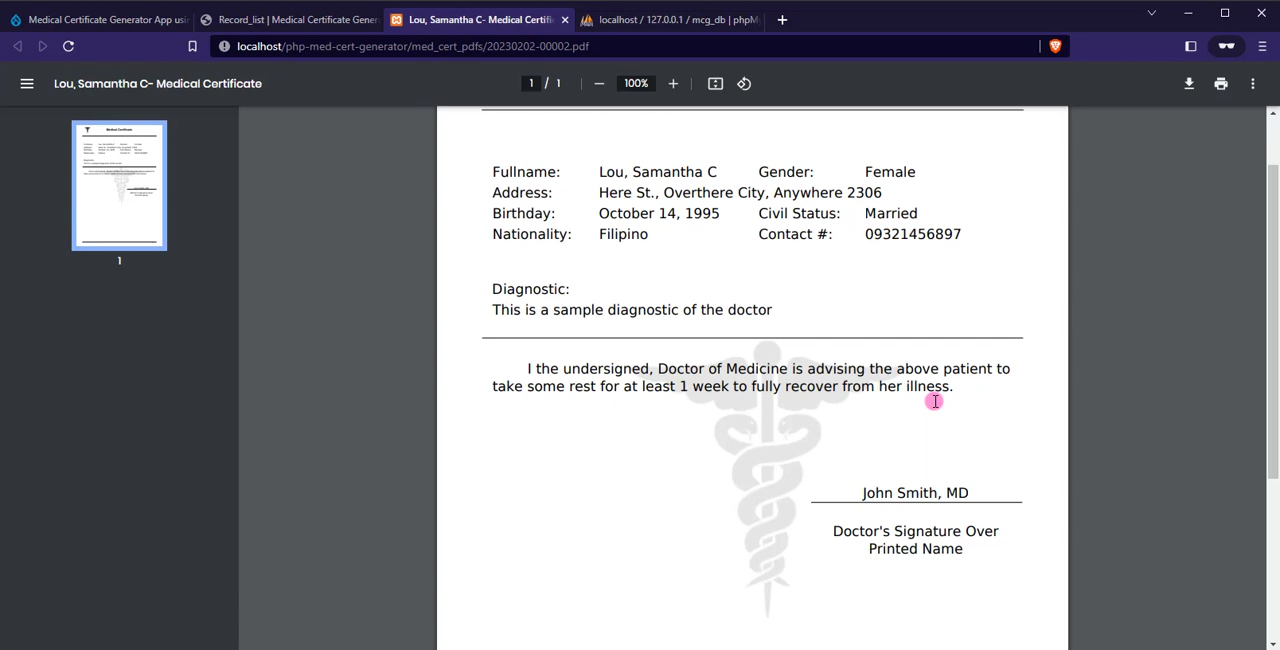 Medical Certificate Generator App usi
Record_list | Medical Certificate Gener
Lou, Samantha C- Medical Certifi
localhost / 127.0.0.1 / mcg_db | phpM
localhost/php-med-cert-generator/med_cert_pdfs/20230202-00002.pdf
Lou, Samantha C- Medical Certificate
1 / 1
100%
Medical Certificate
1
Fullname: Lou, Samantha C Gender: Female
Address: Here St., Overthere City, Anywhere 2306
Birthday: October 14, 1995 Civil Status: Married
Nationality: Filipino Contact #: 09321456897
Diagnostic:
This is a sample diagnostic of the doctor
I the undersigned, Doctor of Medicine is advising the above patient to
take some rest for at least 1 week to fully recover from her illness.
John Smith, MD
Doctor's Signature Over
Printed Name